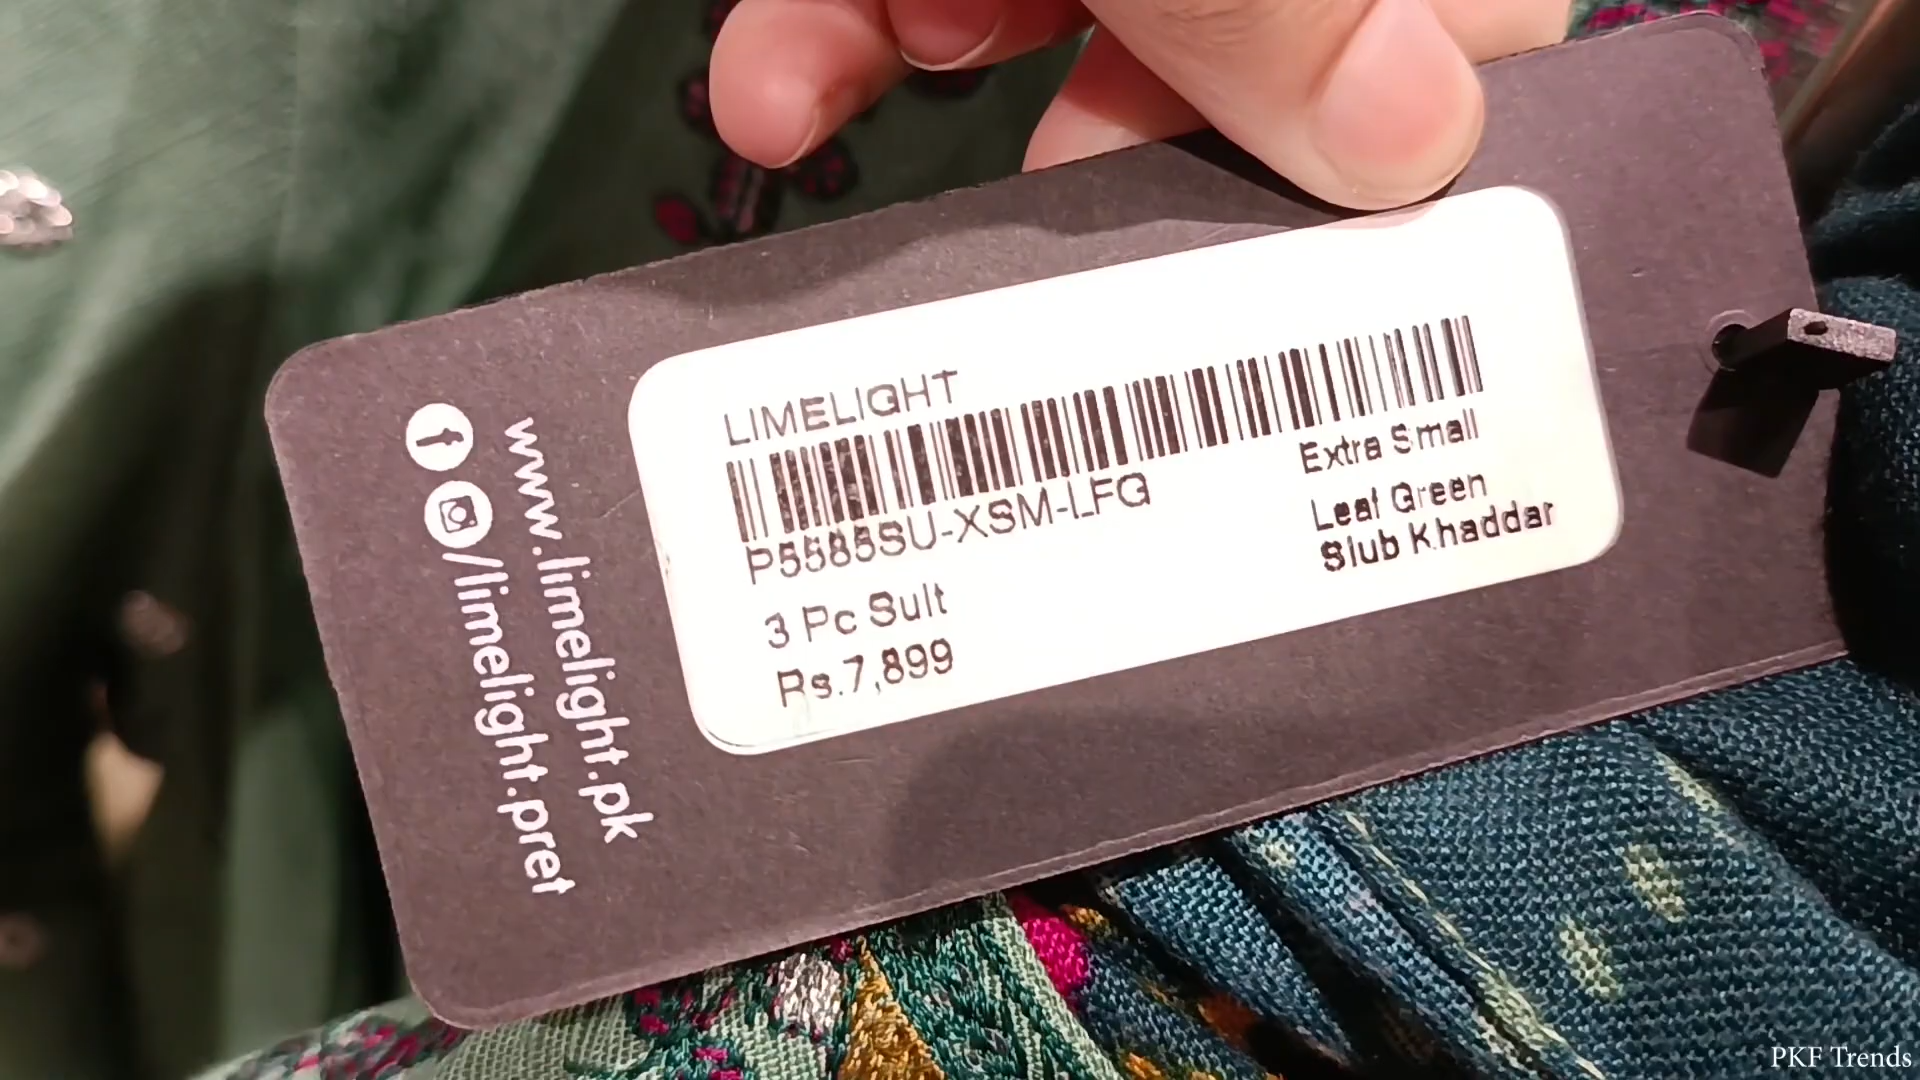 LIMELIGHT
P5585SU-XSM-LFG
Extra Small
Leaf Green
Slub Khaddar
3 Pc Suit
Rs.7,899
www.limelight.pk
/limelight.pret
PKF Trends